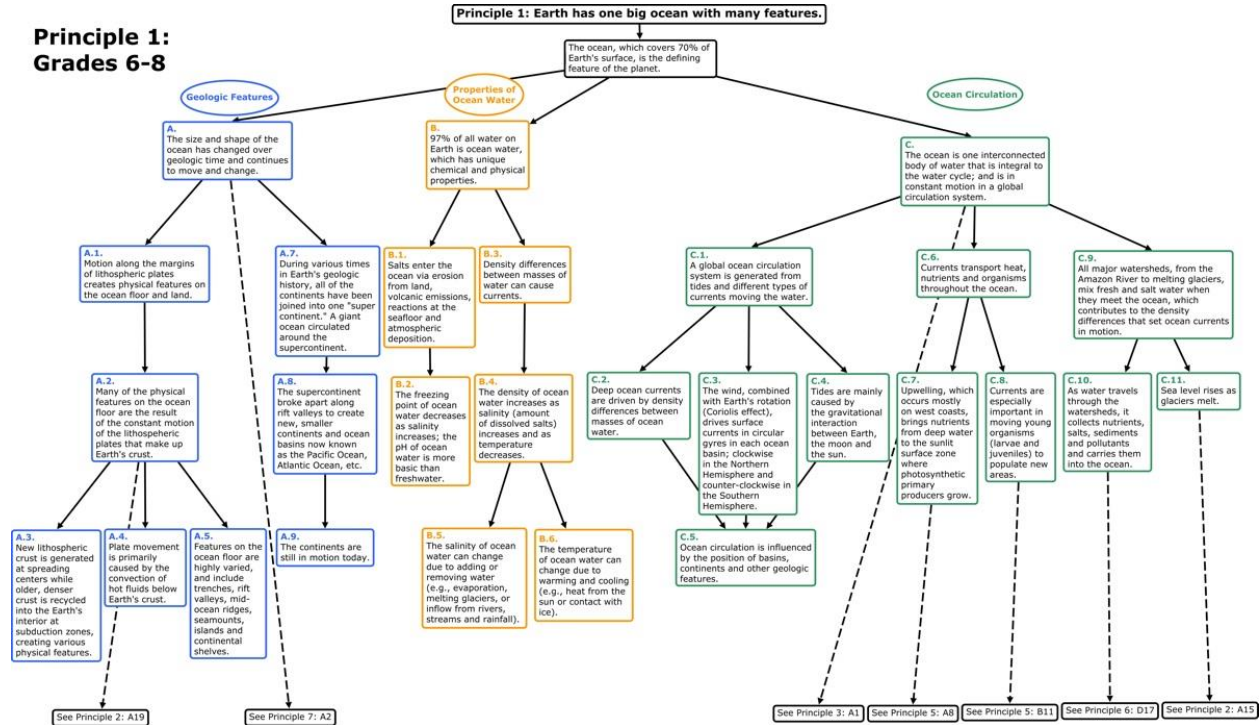 Principle 1: Earth has one big ocean with many features.
Principle 1:
Grades 6-8
The ocean, which covers 70% of
Earth's surface, is the defining
feature of the planet.
Geologic Features
Properties of
Ocean Water
Ocean Circulation
A.
The size and shape of the
ocean has changed over
geologic time and continues
to move and change.
B.
97% of all water on
Earth is ocean water,
which has unique
chemical and physical
properties.
C.
The ocean is one interconnected
body of water that is integral to
the water cycle; and is in
constant motion in a global
circulation system.
A.1.
Motion along the margins
of lithospheric plates
creates physical features on
the ocean floor and land.
A.7.
During various times
in Earth's geologic
history, all of the
continents have been
joined into one "super
continent." A giant
ocean circulated
around the
supercontinent.
B.1.
Salts enter the
ocean via erosion
from land,
volcanic emissions,
reactions at the
seafloor and
atmospheric
deposition.
B.3.
Density differences
between masses of
water can cause
currents.
C.1.
A global ocean circulation
system is generated from
tides and different types of
currents moving the water.
C.6.
Currents transport heat,
nutrients and organisms
throughout the ocean.
C.9.
All major watersheds, from the
Amazon River to melting glaciers,
mix fresh and salt water when
they meet the ocean, which
contributes to the density
differences that set ocean currents
in motion.
A.2.
Many of the physical
features on the ocean
floor are the result
of the constant motion
of the lithospeheric
plates that make up
Earth's crust.
A.8.
The supercontinent
broke apart along
rift valleys to create
new, smaller
continents and ocean
basins now known
as the Pacific Ocean,
Atlantic Ocean, etc.
B.2.
The freezing
point of ocean
water decreases
as salinity
increases; the
pH of ocean
water is more
basic than
freshwater.
B.4.
The density of ocean
water increases as
salinity (amount
of dissolved salts)
increases and as
temperature
decreases.
C.2.
Deep ocean currents
are driven by density
differences between
masses of ocean
water.
C.3.
The wind, combined
with Earth's rotation
(Coriolis effect),
drives surface
currents in circular
gyres in each ocean
basin; clockwise
in the Northern
Hemisphere and
counter-clockwise in
the Southern
Hemisphere.
C.4.
Tides are mainly
caused by
the gravitational
interaction
between Earth,
the moon and
the sun.
C.7.
Upwelling, which
occurs mostly
on west coasts,
brings nutrients
from deep water
to the sunlit
surface zone
where
photosynthetic
primary
producers grow.
C.8.
Currents are
especially
important in
moving young
organisms
(larvae and
juveniles) to
populate new
areas.
C.10.
As water travels
through the
watersheds, it
collects nutrients,
salts, sediments
and pollutants
and carries them
into the ocean.
C.11.
Sea level rises as
glaciers melt.
A.3.
New lithospheric
crust is generated
at spreading
centers while
older, denser
crust is recycled
into the Earth's
interior at
subduction zones,
creating various
physical features.
A.4.
Plate movement
is primarily
caused by the
convection of
hot fluids below
Earth's crust.
A.5.
Features on the
ocean floor are
highly varied, and
include trenches, rift
valleys, mid-
ocean ridges,
seamounts,
islands and
continental
shelves.
A.9.
The continents are
still in motion today.
B.5.
The salinity of ocean
water can change
due to adding or
removing water
(e.g., evaporation,
melting glaciers, or
inflow from rivers,
streams and rainfall).
B.6.
The temperature
of ocean water can
change due to
warming and cooling
(e.g., heat from the
sun or contact with
ice).
C.5.
Ocean circulation is influenced
by the position of basins,
continents and other geologic
features.
See Principle 2: A19
See Principle 7: A2
See Principle 3: A1
See Principle 5: A8
See Principle 5: B11
See Principle 6: D17
See Principle 2: A15